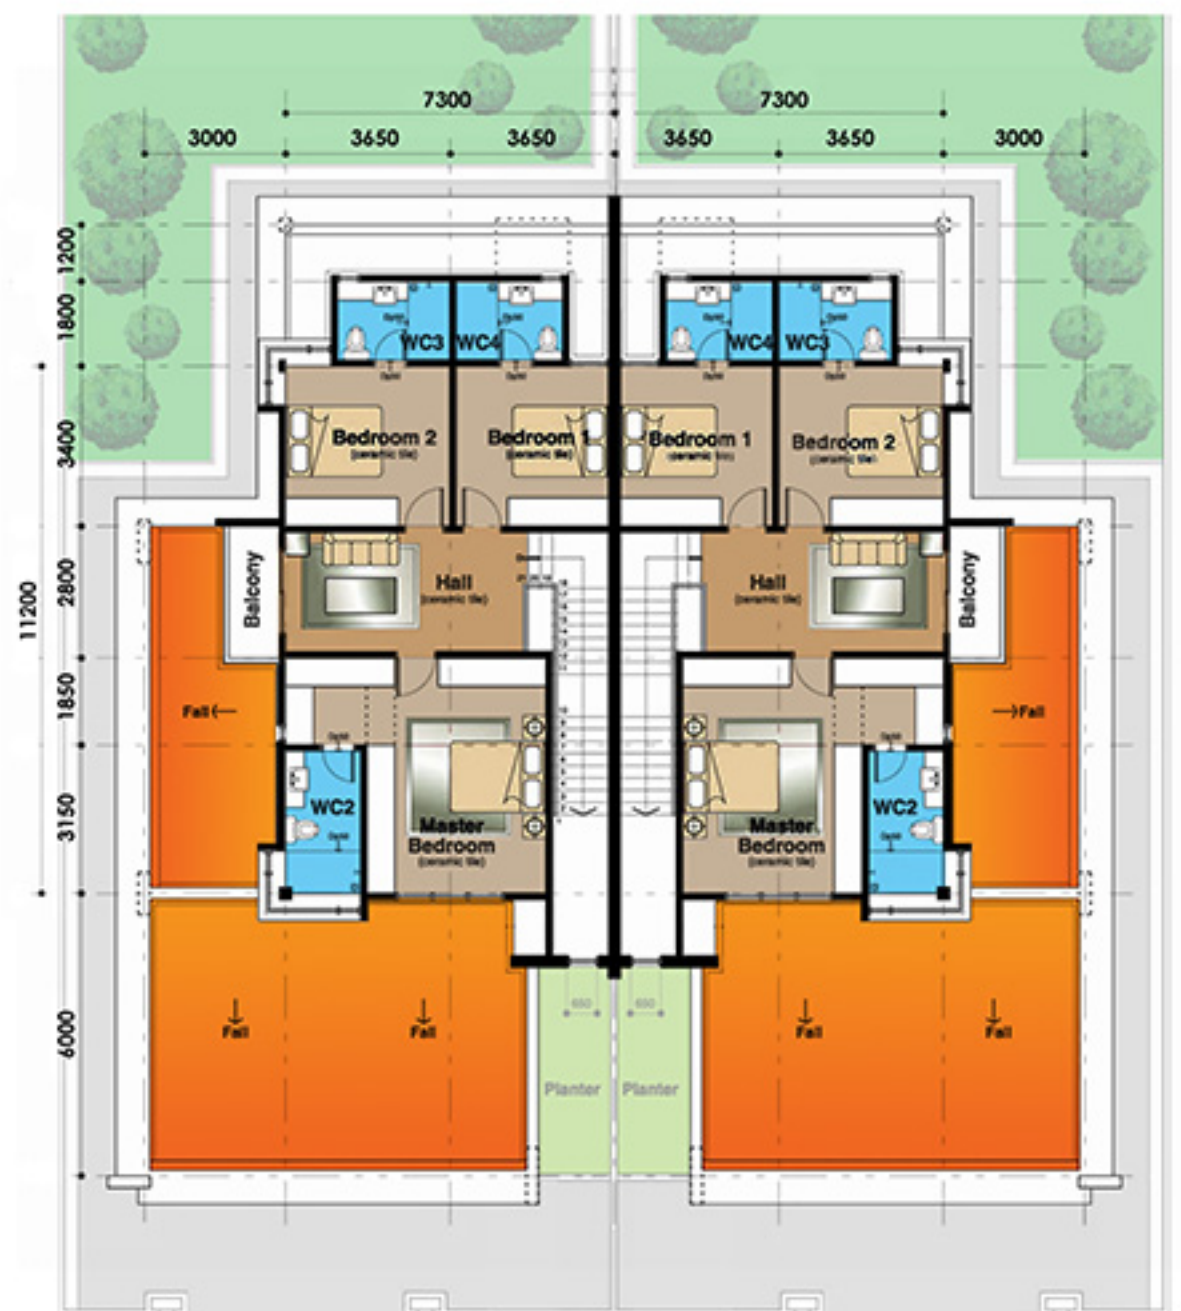 7300 7300
3000 3650 3650 3650 3650 3000
1200
1800
WC3 WC4 WC4 WC3
3400
Bedroom 2 Bedroom 1 Bedroom 1 Bedroom 2
(ceramic tile) (ceramic tile) (ceramic tile) (ceramic tile)
11200
2800
Balcony Hall Hall Balcony
(ceramic tile) (ceramic tile)
1850
Fall Fall
3150
WC2 WC2
Master Master
Bedroom Bedroom
(ceramic tile) (ceramic tile)
650 650
6000
Fall Fall Fall Fall
Planter Planter